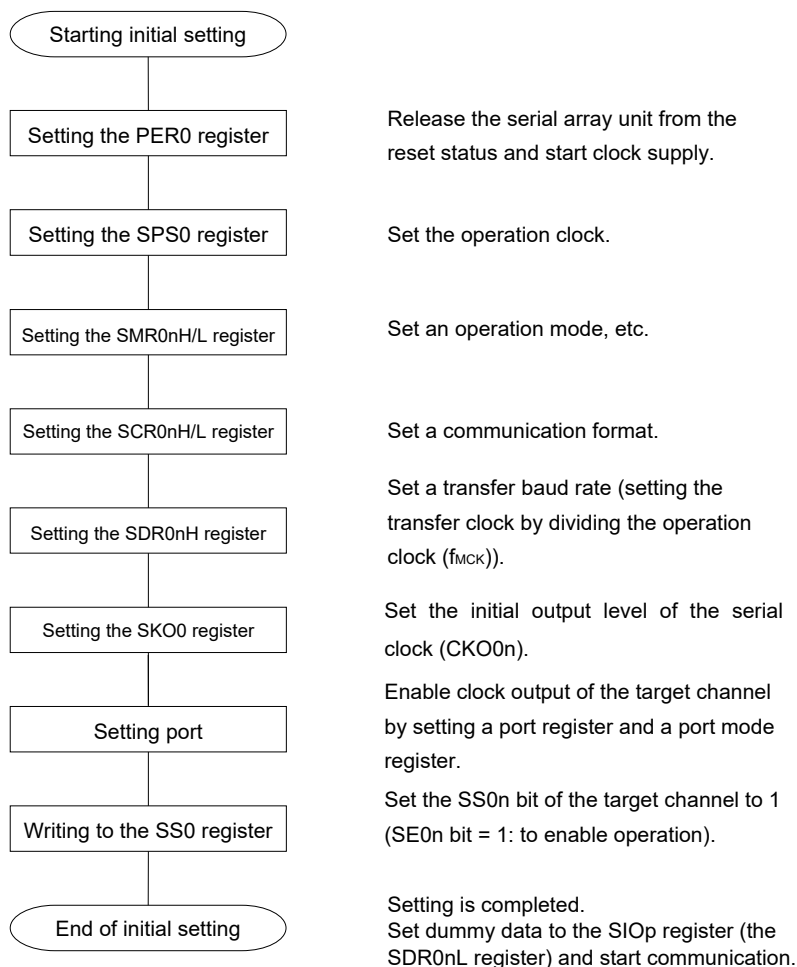 Starting initial setting
Setting the PER0 register
Release the serial array unit from the
reset status and start clock supply.
Setting the SPS0 register
Set the operation clock.
Setting the SMR0nH/L register
Set an operation mode, etc.
Setting the SCR0nH/L register
Set a communication format.
Setting the SDR0nH register
Set a transfer baud rate (setting the
transfer clock by dividing the operation
clock (fMCK)).
Setting the SKO0 register
Set the initial output level of the serial
clock (CKO0n).
Setting port
Enable clock output of the target channel
by setting a port register and a port mode
register.
Writing to the SS0 register
Set the SS0n bit of the target channel to 1
(SE0n bit = 1: to enable operation).
End of initial setting
Setting is completed.
Set dummy data to the SIOp register (the
SDR0nL register) and start communication.